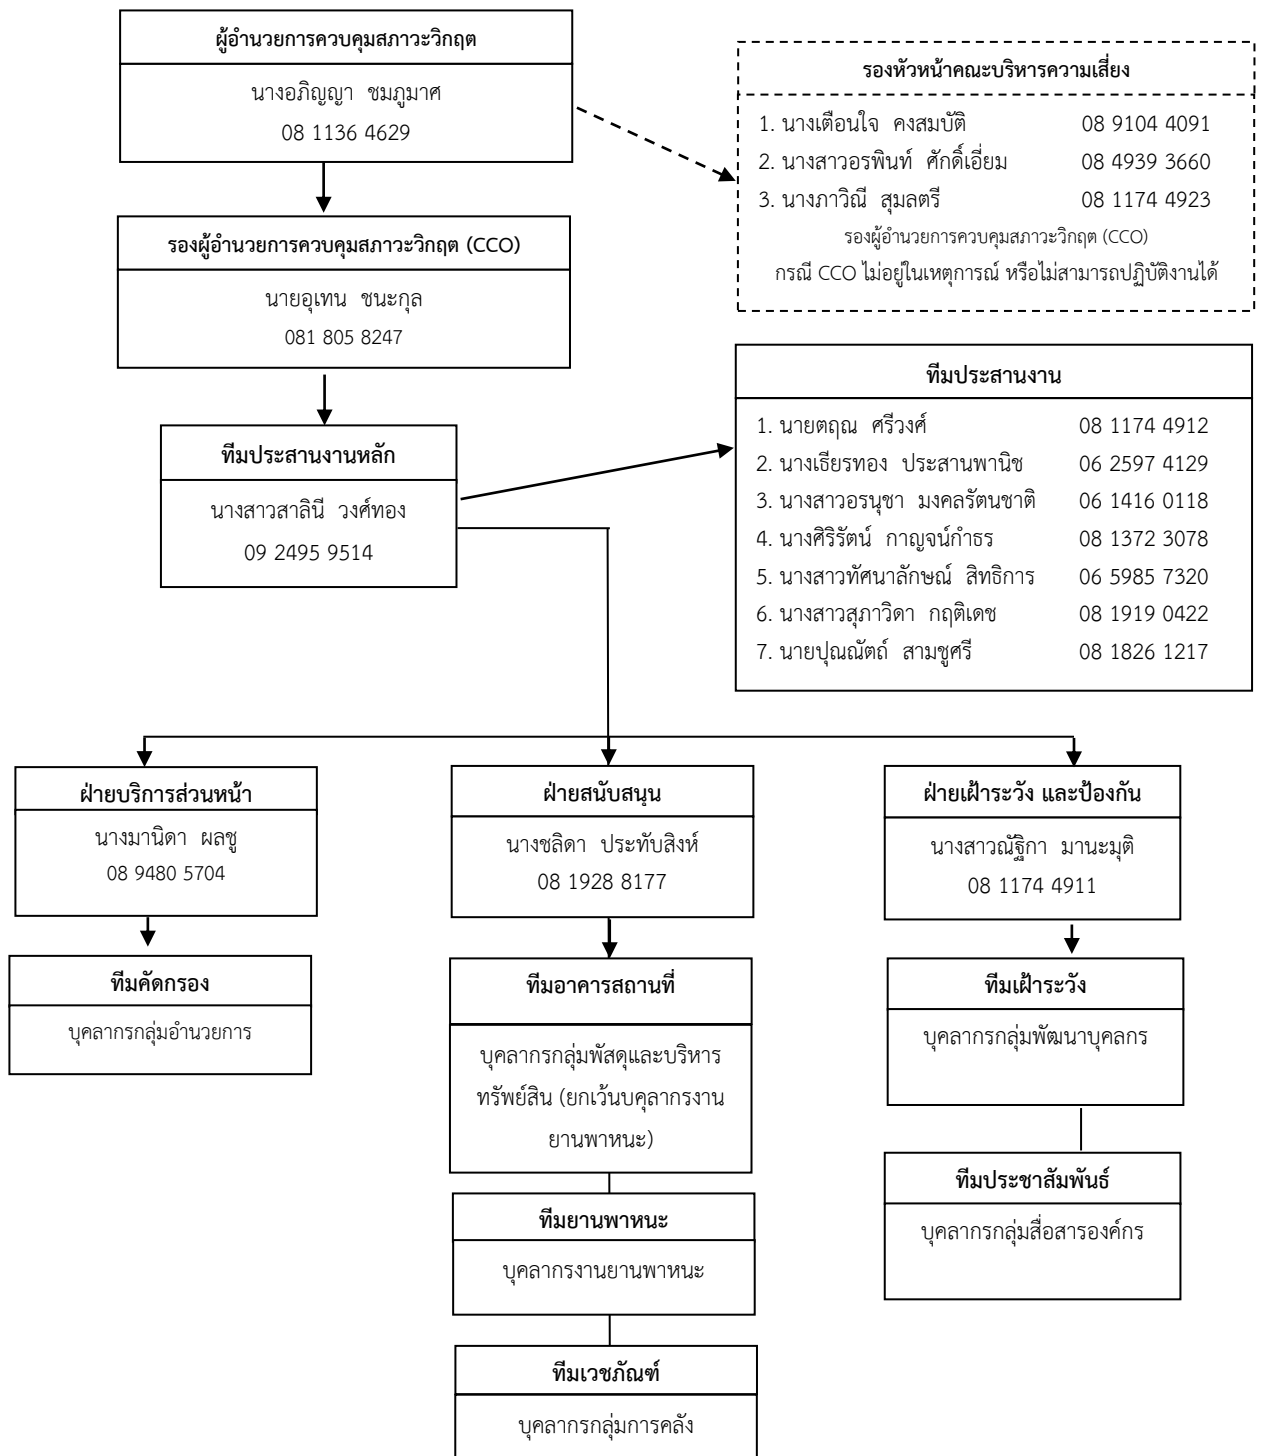 ผู้อำนวยการควบคุมสภาวะวิกฤต
นางอภิญญา ชมภูมาศ
08 1136 4629
รองหัวหน้าคณะบริหารความเสี่ยง
1. นางเตือนใจ คงสมบัติ 08 9104 4091
2. นางสาวอรพินท์ ศักดิ์เอี่ยม 08 4939 3660
3. นางภาวิณี สุมลตรี 08 1174 4923
รองผู้อำนวยการควบคุมสภาวะวิกฤต (CCO)
กรณี CCO ไม่อยู่ในเหตุการณ์ หรือไม่สามารถปฏิบัติงานได้
รองผู้อำนวยการควบคุมสภาวะวิกฤต (CCO)
นายอุเทน ชนะกุล
081 805 8247
ทีมประสานงาน
1. นายตฤณ ศรีวงศ์ 08 1174 4912
2. นางเธียรทอง ประสานพานิช 06 2597 4129
3. นางสาวอรนุชา มงคลรัตนชาติ 06 1416 0118
4. นางศิริรัตน์ กาญจน์กำธร 08 1372 3078
5. นางสาวทัศนาลักษณ์ สิทธิการ 06 5985 7320
6. นางสาวสุภาวิดา กฤติเดช 08 1919 0422
7. นายปุณณัตถ์ สามชูศรี 08 1826 1217
ทีมประสานงานหลัก
นางสาวสาลินี วงศ์ทอง
09 2495 9514
ฝ่ายบริการส่วนหน้า
นางมานิดา ผลชู
08 9480 5704
ฝ่ายสนับสนุน
นางชลิดา ประทับสิงห์
08 1928 8177
ฝ่ายเฝ้าระวัง และป้องกัน
นางสาวณัฐิกา มานะมุติ
08 1174 4911
ทีมคัดกรอง
บุคลากรกลุ่มอำนวยการ
ทีมอาคารสถานที่
บุคลากรกลุ่มพัสดุและบริหาร
ทรัพย์สิน (ยกเว้นบคุลากรงาน
ยานพาหนะ)
ทีมเฝ้าระวัง
บุคลากรกลุ่มพัฒนาบุคลกร
ทีมยานพาหนะ
บุคลากรงานยานพาหนะ
ทีมประชาสัมพันธ์
บุคลากรกลุ่มสื่อสารองค์กร
ทีมเวชภัณฑ์
บุคลากรกลุ่มการคลัง